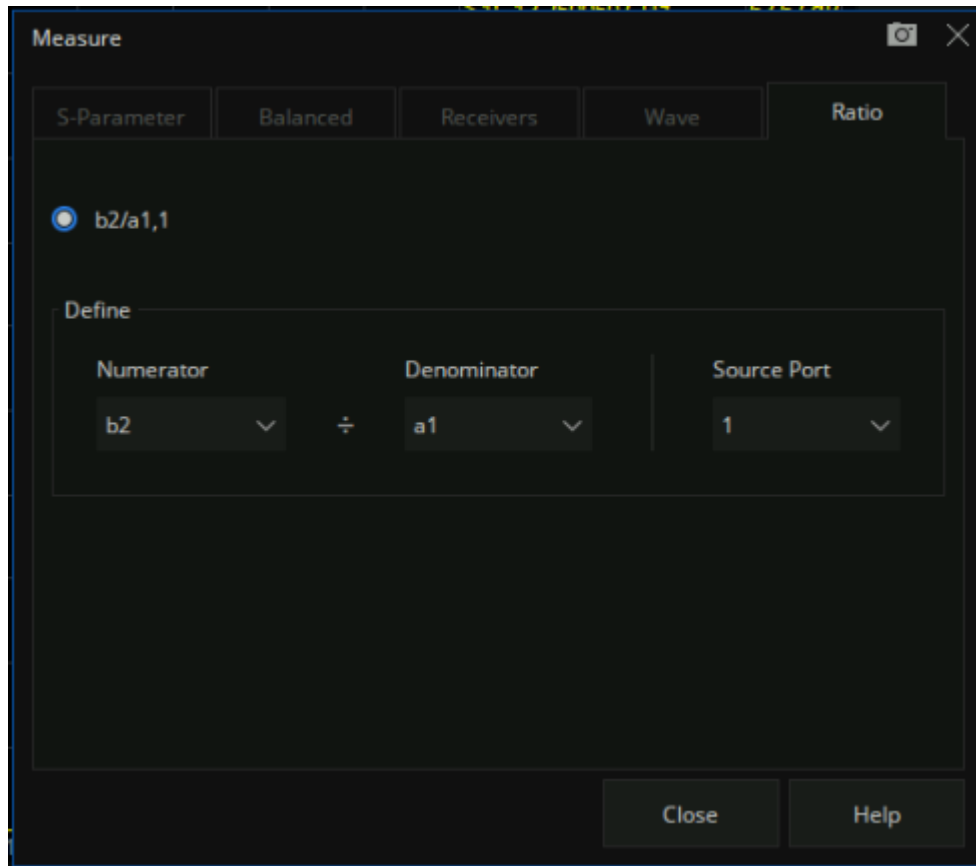 Measure
S-Parameter Balanced Receivers Wave Ratio
b2/a1,1
Define
Numerator Denominator Source Port
b2 ÷ a1 1
Close Help